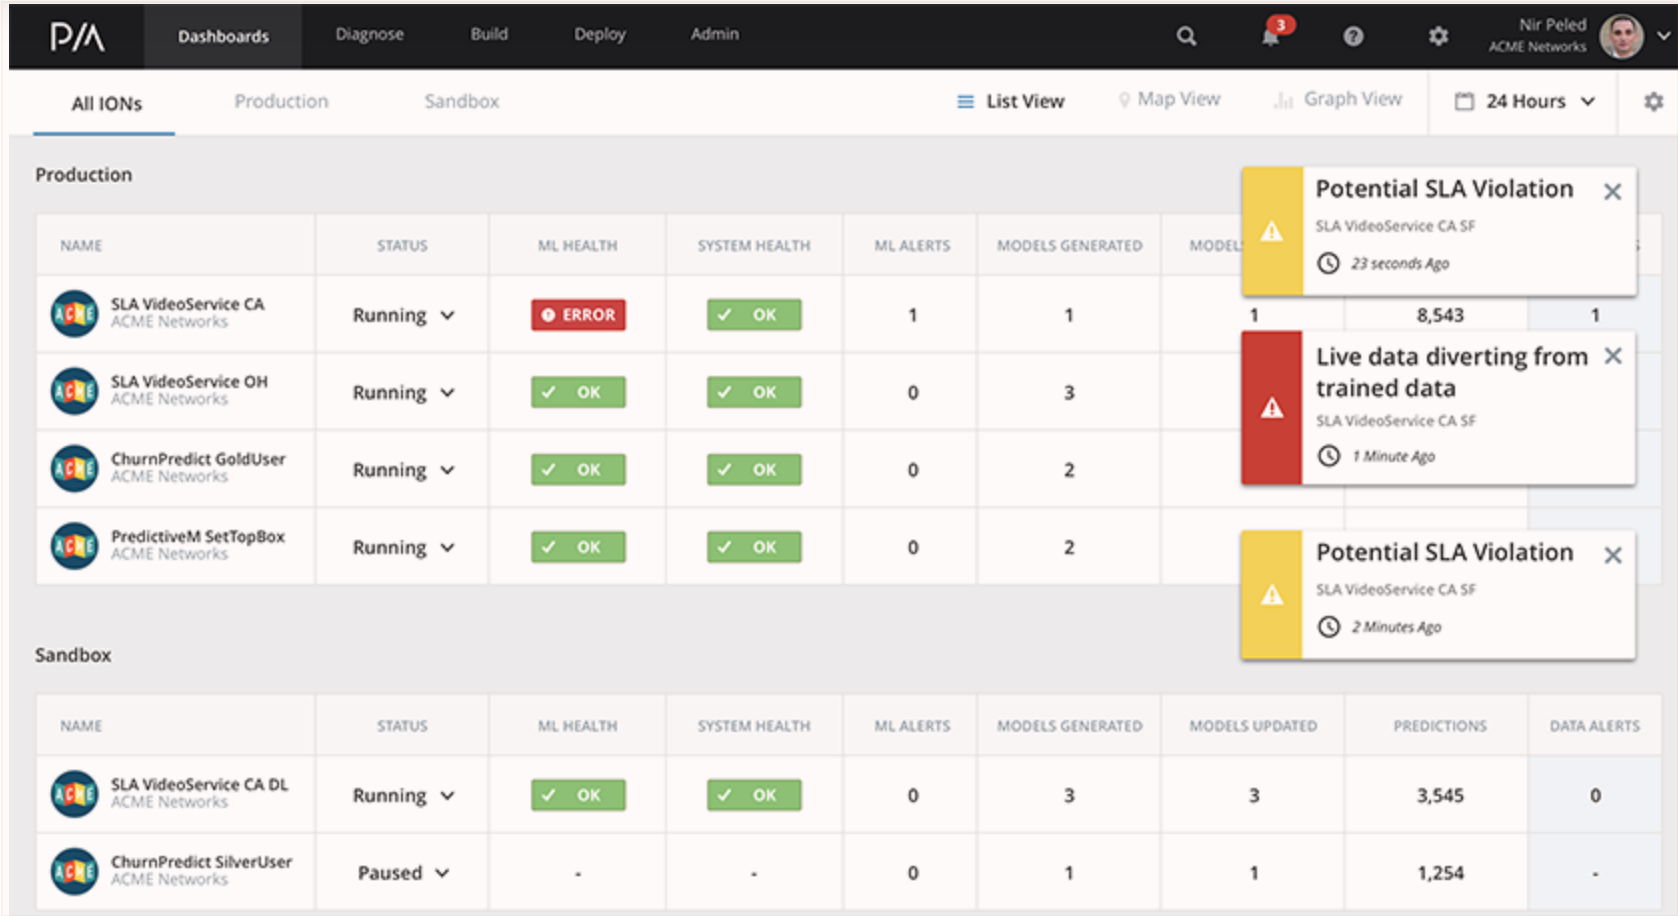 P/A
Dashboards
Diagnose
Build
Deploy
Admin
3
?
Nir Peled
ACME Networks
All IONs
Production
Sandbox
List View
Map View
Graph View
24 Hours
Production
NAME STATUS ML HEALTH SYSTEM HEALTH ML ALERTS MODELS GENERATED
ACME SLA VideoService CA Running ERROR OK 1 1 1 8,543 1
ACME Networks
ACME SLA VideoService OH Running OK OK 0 3
ACME Networks
ACME ChurnPredict GoldUser Running OK OK 0 2
ACME Networks
ACME PredictiveM SetTopBox Running OK OK 0 2
ACME Networks
Potential SLA Violation
SLA VideoService CA SF
23 seconds Ago
Live data diverting from
trained data
SLA VideoService CA SF
1 Minute Ago
Potential SLA Violation
SLA VideoService CA SF
2 Minutes Ago
Sandbox
NAME STATUS ML HEALTH SYSTEM HEALTH ML ALERTS MODELS GENERATED MODELS UPDATED PREDICTIONS DATA ALERTS
ACME SLA VideoService CA DL Running OK OK 0 3 3 3,545 0
ACME Networks
ACME ChurnPredict SilverUser Paused - - 0 1 1 1,254 -
ACME Networks